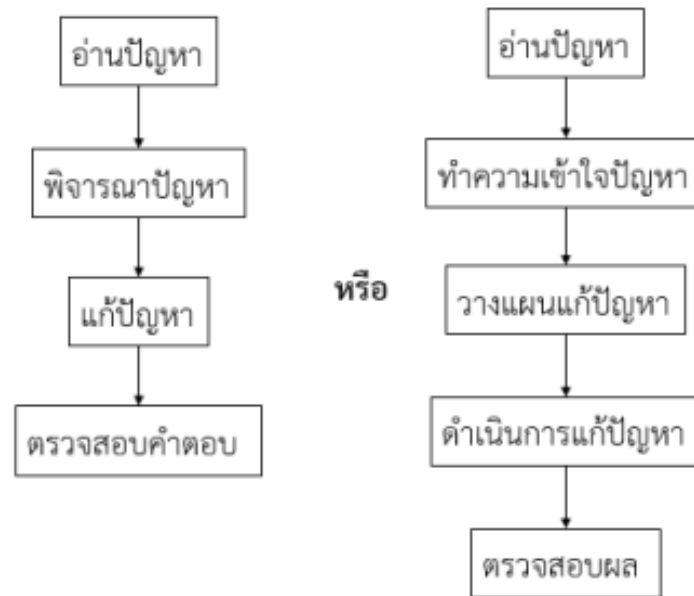 อ่านปัญหา
พิจารณาปัญหา
แก้ปัญหา
ตรวจสอบคำตอบ
หรือ
อ่านปัญหา
ทำความเข้าใจปัญหา
วางแผนแก้ปัญหา
ดำเนินการแก้ปัญหา
ตรวจสอบผล